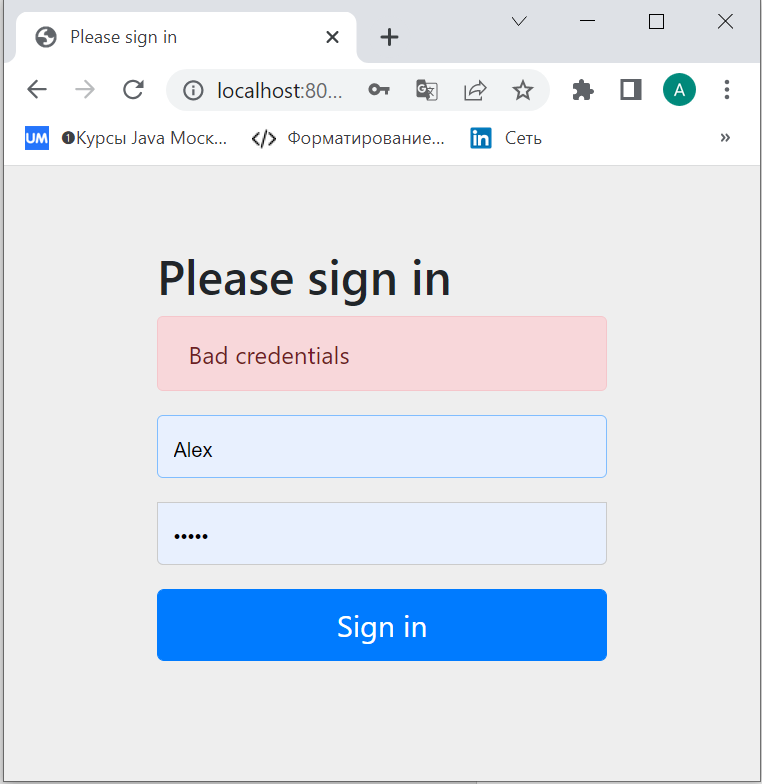 Please sign in
localhost:80...
A
UM
❶Курсы Java Моск...
</> Форматирование...
in
Сеть
»
Please sign in
Bad credentials
Alex
•••••
Sign in